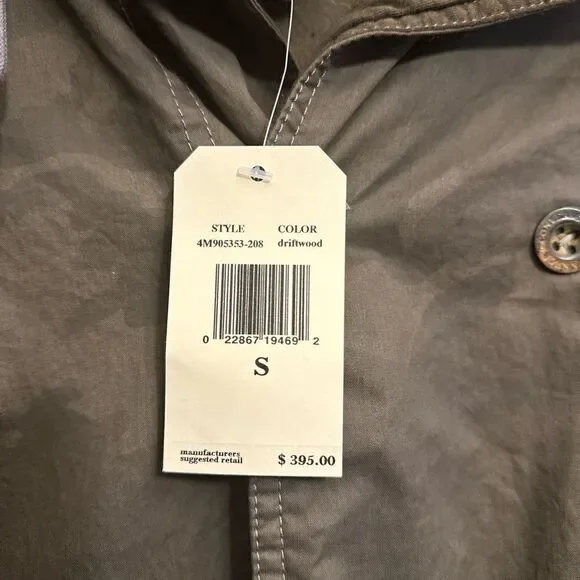 STYLE COLOR
4M905353-208 driftwood
0 22867 19469 2
S
manufacturers
suggested retail $ 395.00